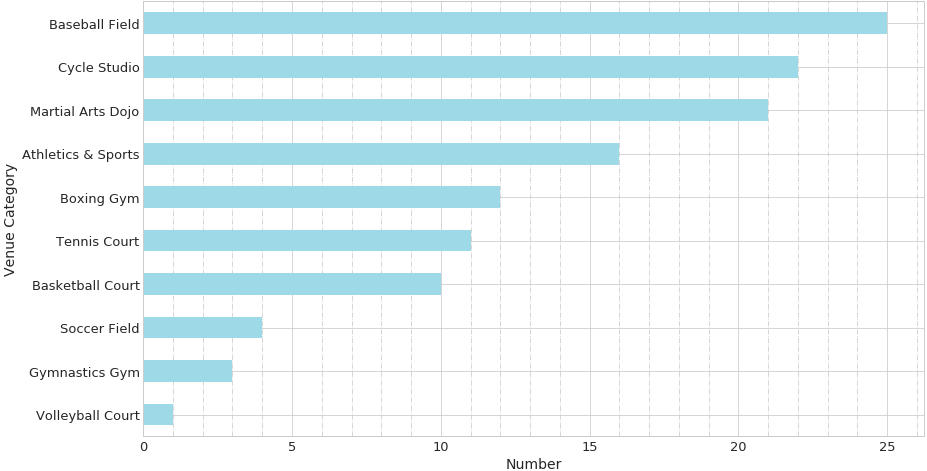 Venue Category
Baseball Field
Cycle Studio
Martial Arts Dojo
Athletics & Sports
Boxing Gym
Tennis Court
Basketball Court
Soccer Field
Gymnastics Gym
Volleyball Court
0 5 10 15 20 25
Number